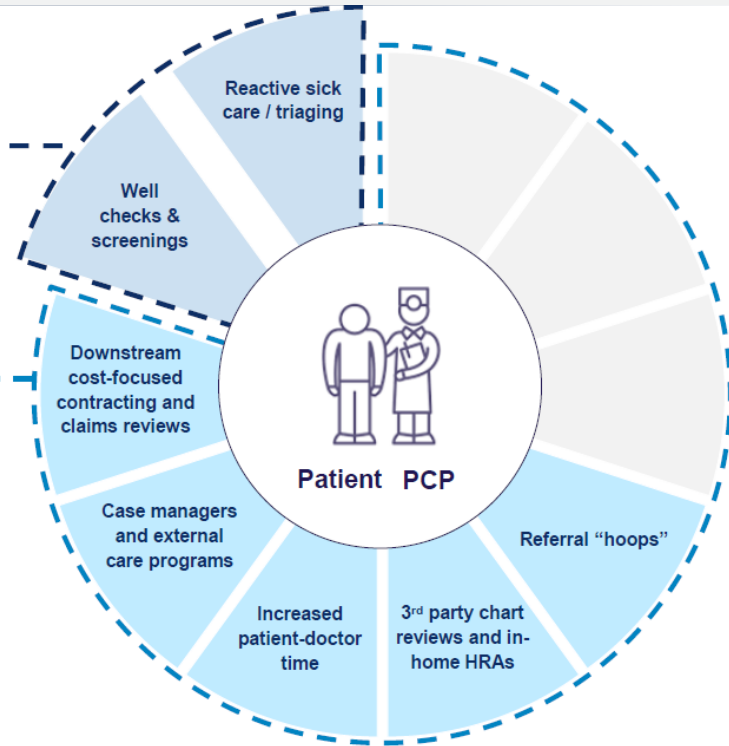 Reactive sick
care / triaging
Well
checks &
screenings
Downstream
cost-focused
contracting and
claims reviews
Case managers
and external
care programs
Increased
patient-doctor
time
3rd party chart
reviews and in-
home HRAs
Referral “hoops”
Patient PCP